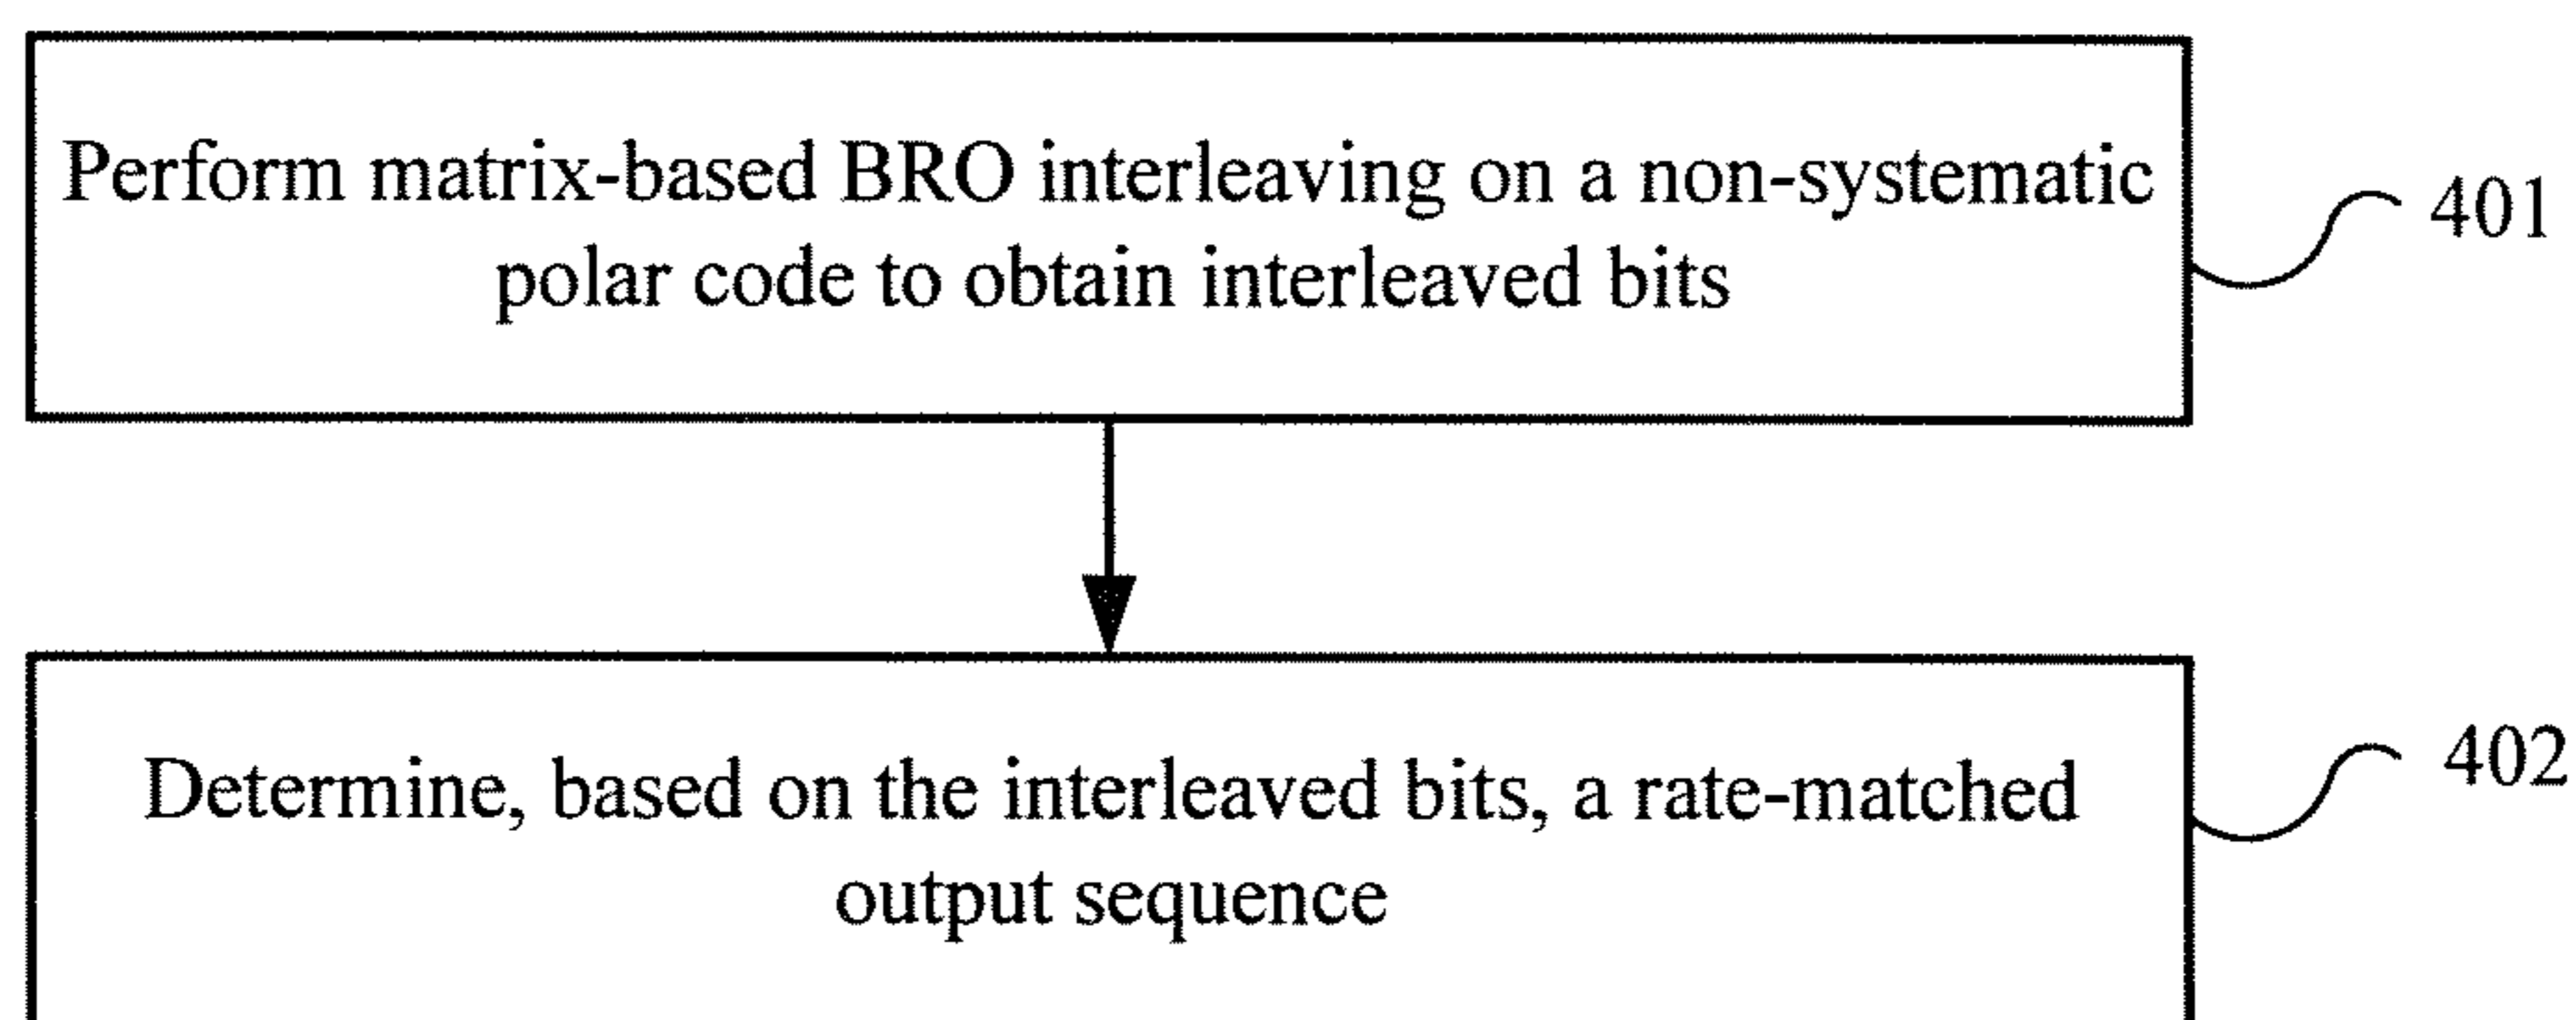 Perform matrix-based BRO interleaving on a non-systematic
polar code to obtain interleaved bits
401
Determine, based on the interleaved bits, a rate-matched
output sequence
402